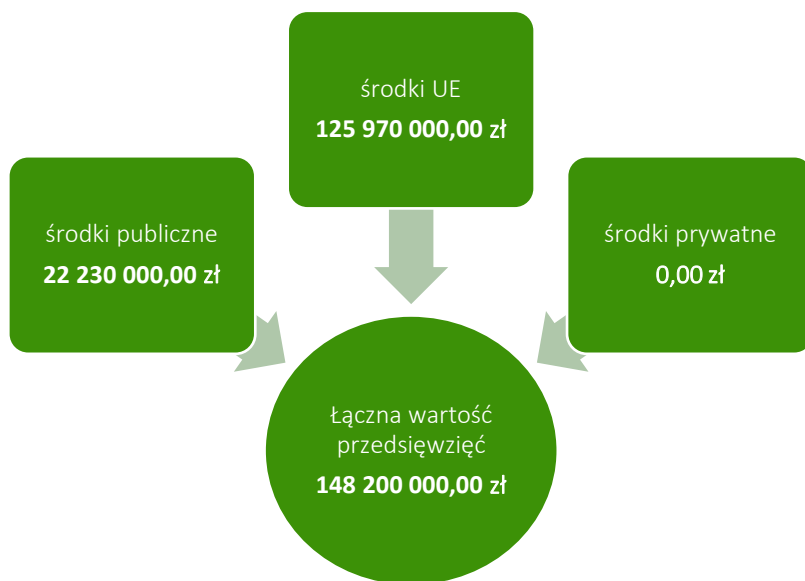 środki UE
125 970 000,00 zł
środki publiczne
22 230 000,00 zł
środki prywatne
0,00 zł
Łączna wartość
przedsięwzięć
148 200 000,00 zł